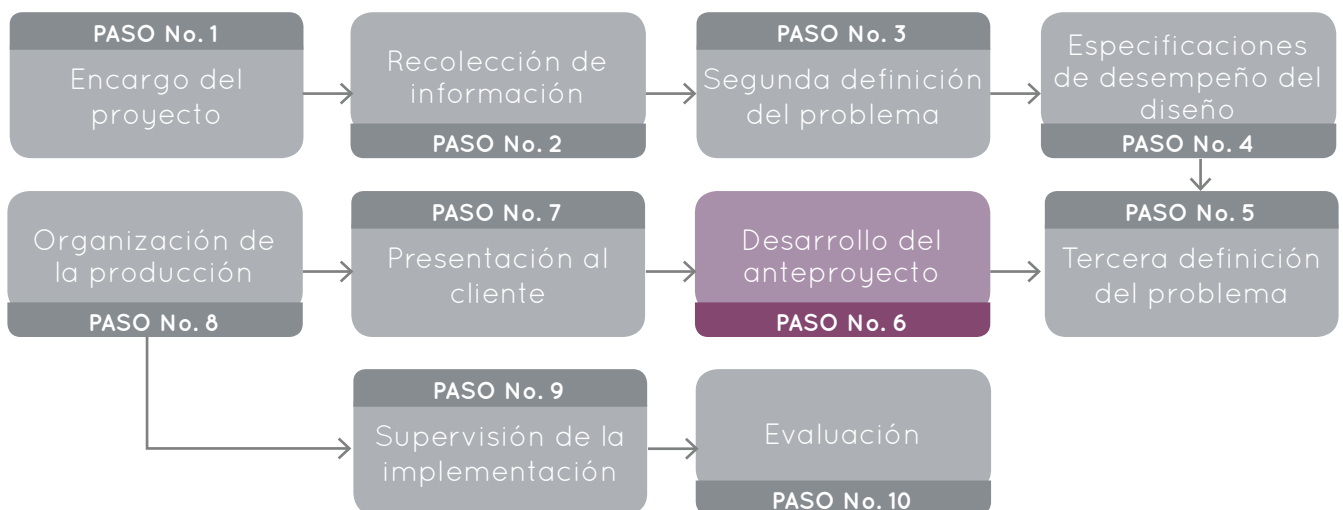 PASO No. 1
Encargo del
proyecto
Recolección de
información
PASO No. 2
PASO No. 3
Segunda definición
del problema
Especificaciones
de desempeño del
diseño
PASO No. 4
Organización de
la producción
PASO No. 8
PASO No. 7
Presentación al
cliente
Desarrollo del
anteproyecto
PASO No. 6
PASO No. 5
Tercera definición
del problema
PASO No. 9
Supervisión de la
implementación
Evaluación
PASO No. 10